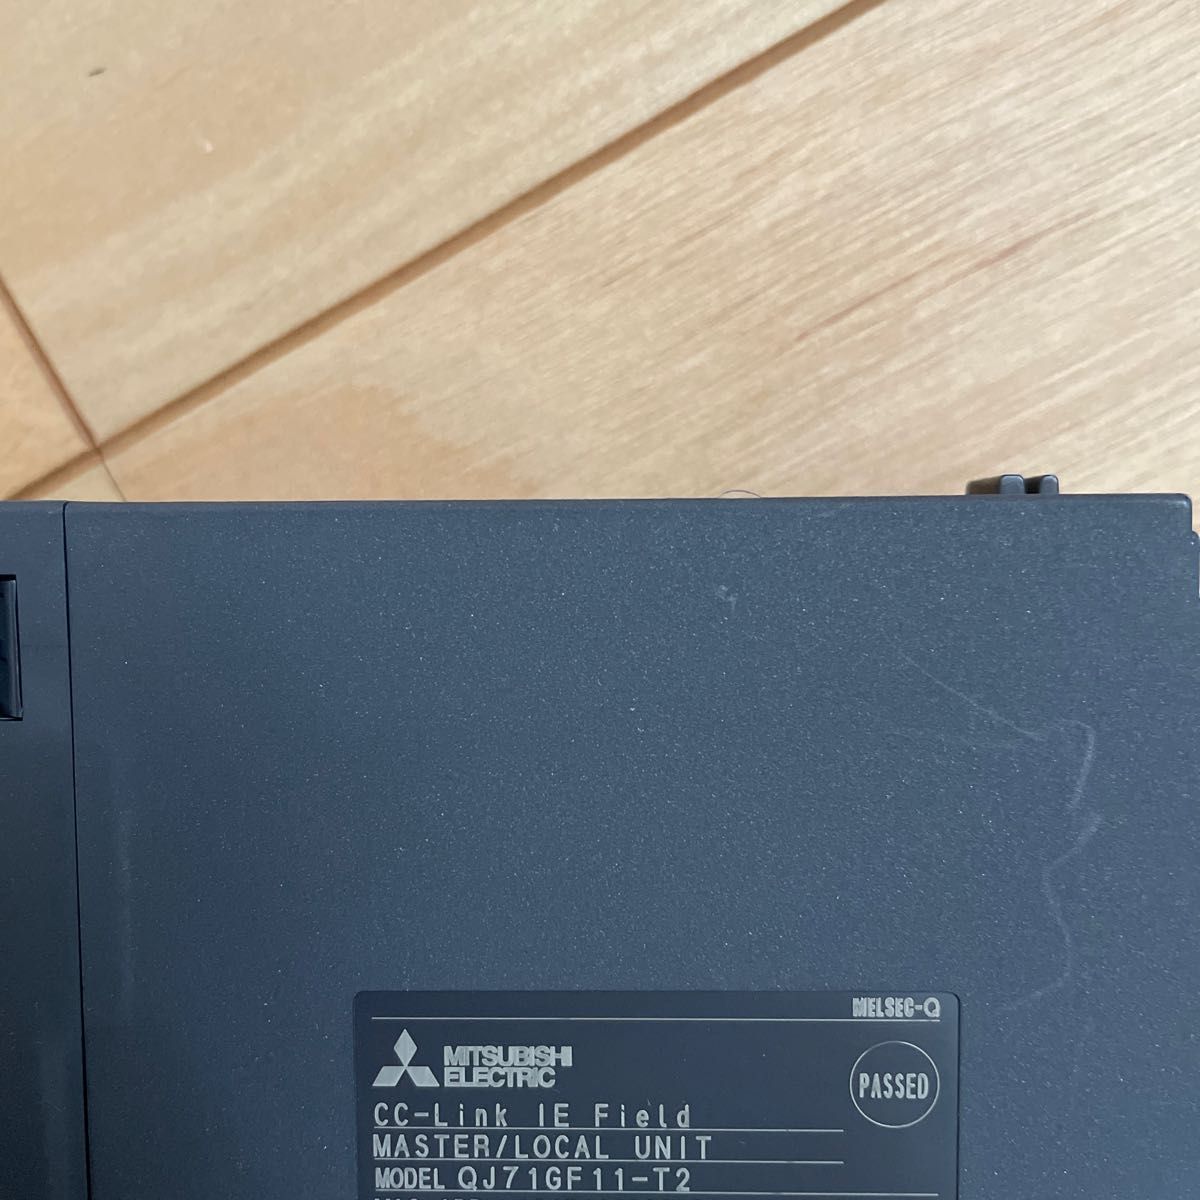 MELSEC-Q
MITSUBISHI
ELECTRIC
PASSED
CC-Link IE Field
MASTER/LOCAL UNIT
MODEL QJ71GF11-T2